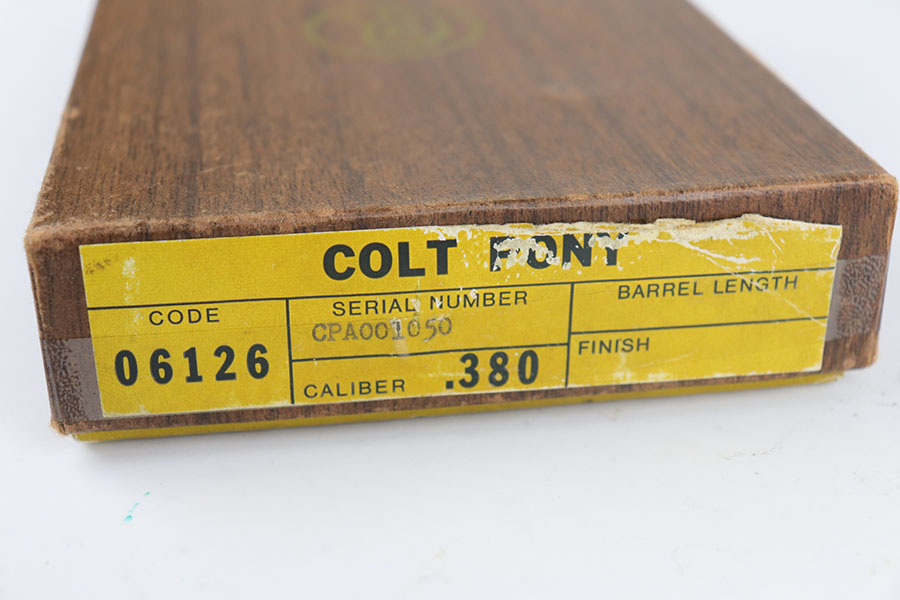 COLT PONY
CODE
06126
SERIAL NUMBER
CPA001050
CALIBER .380
BARREL LENGTH
FINISH